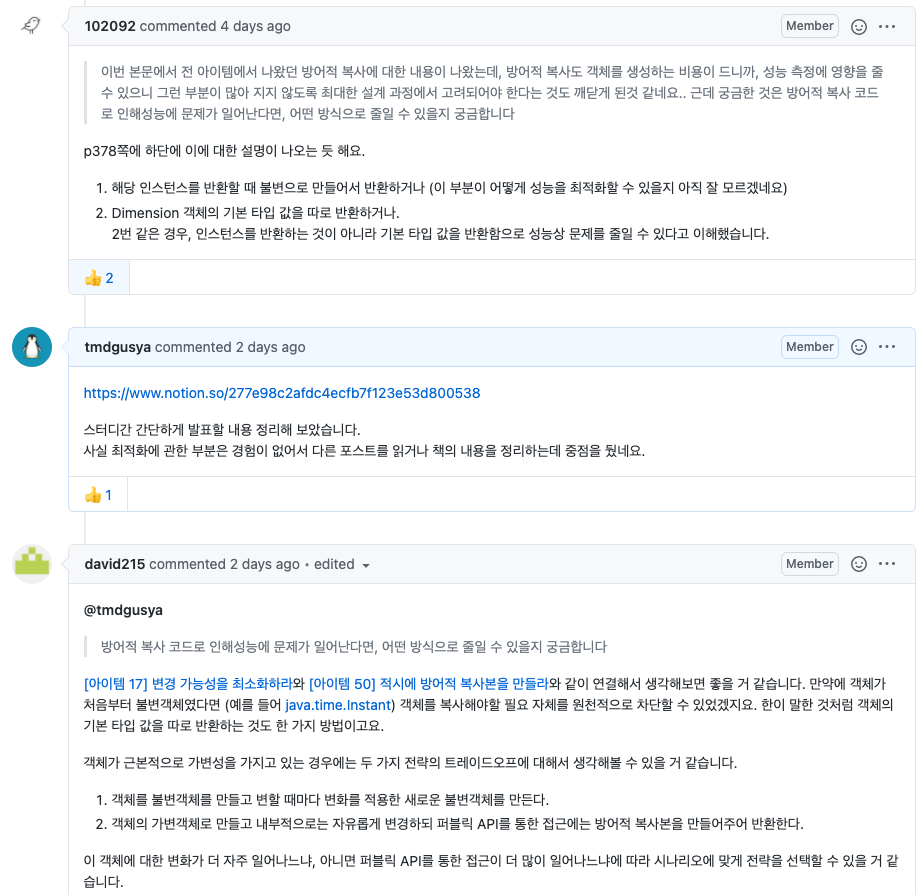 102092 commented 4 days ago Member
이번 본문에서 전 아이템에서 나왔던 방어적 복사에 대한 내용이 나왔는데, 방어적 복사도 객체를 생성하는 비용이 드니까, 성능 측정에 영향을 줄
수 있으니 그런 부분이 많아 지지 않도록 최대한 설계 과정에서 고려되어야 한다는 것도 깨닫게 된것 같네요.. 근데 궁금한 것은 방어적 복사 코드
로 인해성능에 문제가 일어난다면, 어떤 방식으로 줄일 수 있을지 궁금합니다
p378쪽에 하단에 이에 대한 설명이 나오는 듯 해요.
1. 해당 인스턴스를 반환할 때 불변으로 만들어서 반환하거나 (이 부분이 어떻게 성능을 최적화할 수 있을지 아직 잘 모르겠네요)
2. Dimension 객체의 기본 타입 값을 따로 반환하거나.
2번 같은 경우, 인스턴스를 반환하는 것이 아니라 기본 타입 값을 반환함으로 성능상 문제를 줄일 수 있다고 이해했습니다.
👍 2
tmdgusya commented 2 days ago Member
https://www.notion.so/277e98c2afdc4ecfb7f123e53d800538
스터디간 간단하게 발표할 내용 정리해 보았습니다.
사실 최적화에 관한 부분은 경험이 없어서 다른 포스트를 읽거나 책의 내용을 정리하는데 중점을 뒀네요.
👍 1
david215 commented 2 days ago • edited Member
@tmdgusya
방어적 복사 코드로 인해성능에 문제가 일어난다면, 어떤 방식으로 줄일 수 있을지 궁금합니다
[아이템 17] 변경 가능성을 최소화하라와 [아이템 50] 적시에 방어적 복사본을 만들라와 같이 연결해서 생각해보면 좋을 거 같습니다. 만약에 객체가
처음부터 불변객체였다면 (예를 들어 java.time.Instant) 객체를 복사해야할 필요 자체를 원천적으로 차단할 수 있었겠지요. 한이 말한 것처럼 객체의
기본 타입 값을 따로 반환하는 것도 한 가지 방법이고요.
객체가 근본적으로 가변성을 가지고 있는 경우에는 두 가지 전략의 트레이드오프에 대해서 생각해볼 수 있을 거 같습니다.
1. 객체를 불변객체를 만들고 변할 때마다 변화를 적용한 새로운 불변객체를 만든다.
2. 객체의 가변객체로 만들고 내부적으로는 자유롭게 변경하되 퍼블릭 API를 통한 접근에는 방어적 복사본을 만들어주어 반환한다.
이 객체에 대한 변화가 더 자주 일어나느냐, 아니면 퍼블릭 API를 통한 접근이 더 많이 일어나느냐에 따라 시나리오에 맞게 전략을 선택할 수 있을 거 같
습니다.